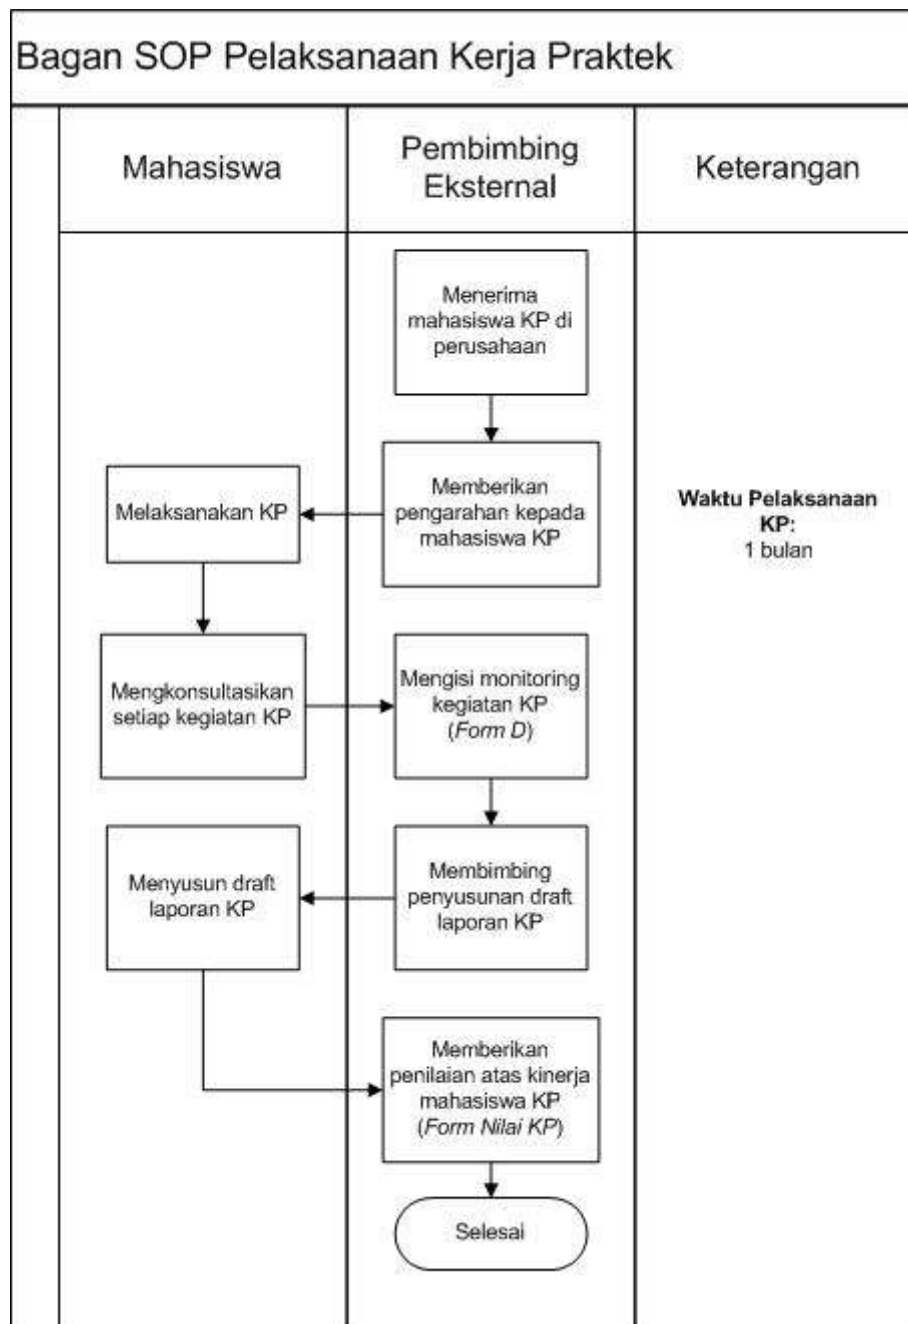 Bagan SOP Pelaksanaan Kerja Praktek
Mahasiswa
Pembimbing
Eksternal
Keterangan
Menerima
mahasiswa KP di
perusahaan
Melaksanakan KP
Memberikan
pengarahan kepada
mahasiswa KP
Waktu Pelaksanaan
KP:
1 bulan
Mengkonsultasikan
setiap kegiatan KP
Mengisi monitoring
kegiatan KP
(Form D)
Menyusun draft
laporan KP
Membimbing
penyusunan draft
laporan KP
Memberikan
penilaian atas kinerja
mahasiswa KP
(Form Nilai KP)
Selesai